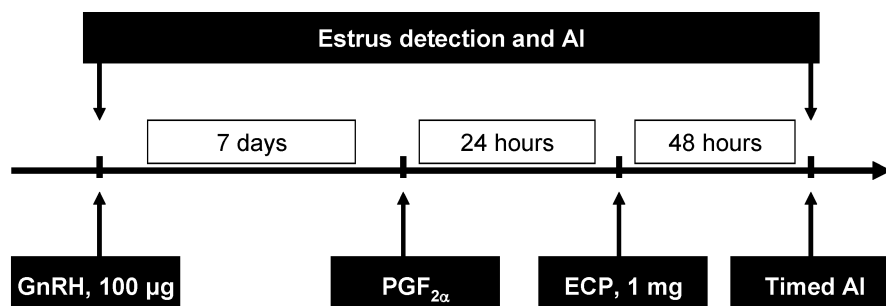 Estrus detection and AI
7 days
24 hours
48 hours
GnRH, 100 µg
PGF2α
ECP, 1 mg
Timed AI